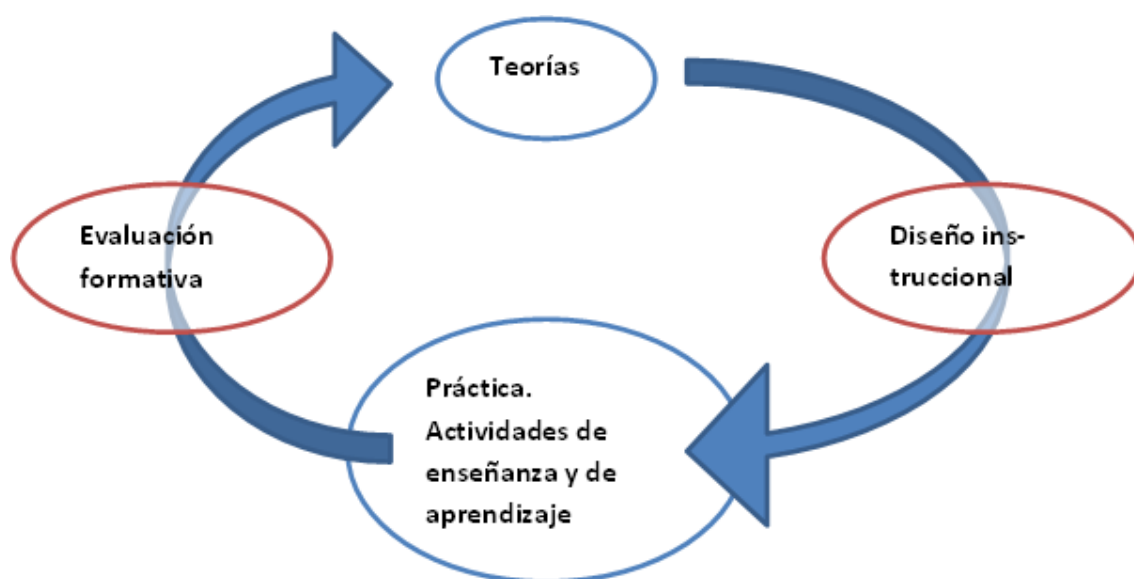 Teorías
Evaluación
formativa
Diseño ins-
truccional
Práctica.
Actividades de
enseñanza y de
aprendizaje